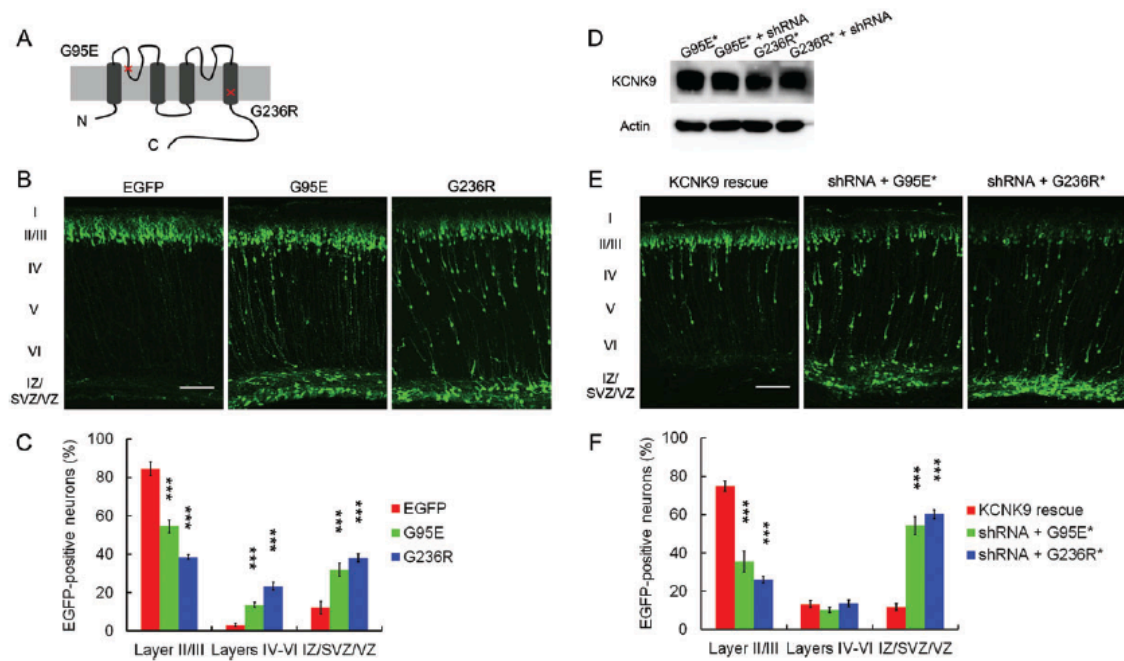 A
G95E
N
C
G236R
B
EGFP
G95E
G236R
I
II/III
IV
V
VI
IZ/
SVZ/VZ
C
EGFP-positive neurons (%)
100
80
60
40
20
0
***
***
***
***
***
***
EGFP
G95E
G236R
Layer II/III
Layers IV-VI
IZ/SVZ/VZ
D
G95E*
G95E* + shRNA
G236R*
G236R* + shRNA
KCNK9
Actin
E
KCNK9 rescue
shRNA + G95E*
shRNA + G236R*
I
II/III
IV
V
VI
IZ/
SVZ/VZ
F
EGFP-positive neurons (%)
100
80
60
40
20
0
***
***
***
***
KCNK9 rescue
shRNA + G95E*
shRNA + G236R*
Layer II/III
Layers IV-VI
IZ/SVZ/VZ